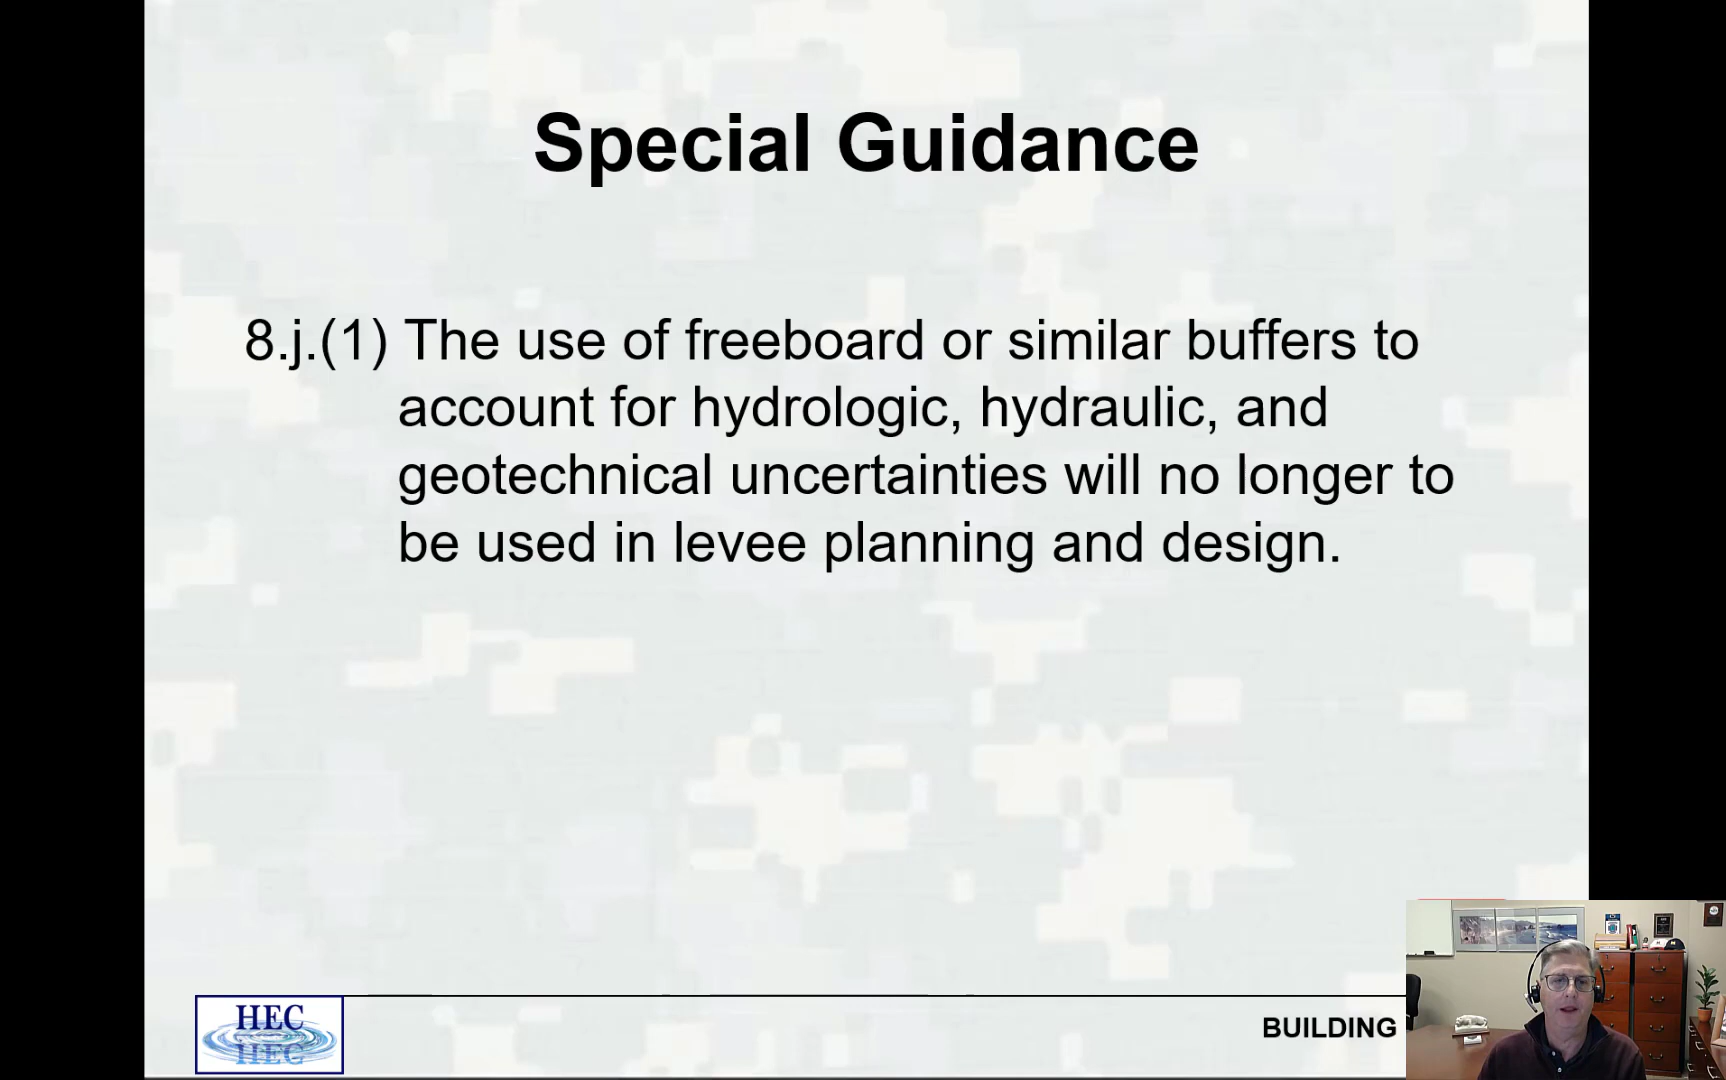 Special Guidance
8.j.(1) The use of freeboard or similar buffers to
account for hydrologic, hydraulic, and
geotechnical uncertainties will no longer to
be used in levee planning and design.
HEC
HEC
BUILDING